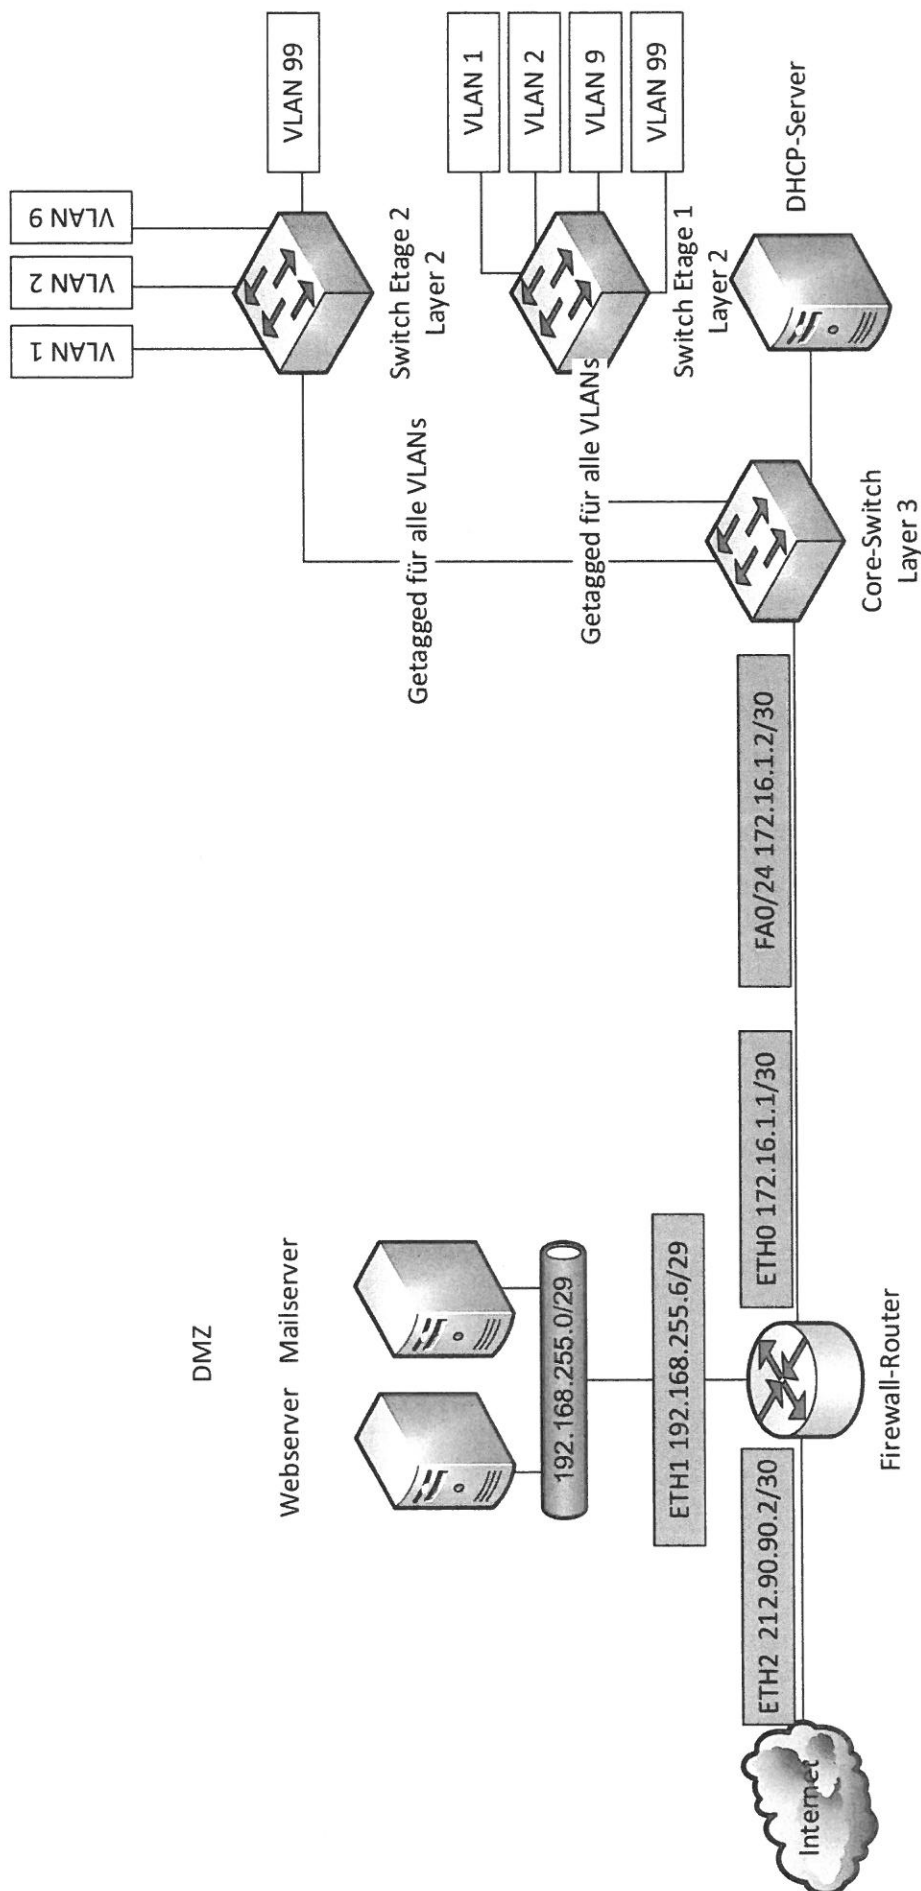 DMZ
Webserver
Mailserver
192.168.255.0/29
ETH1 192.168.255.6/29
ETH2 212.90.90.2/30
ETH0 172.16.1.1/30
FA0/24 172.16.1.2/30
Internet
Firewall-Router
Core-Switch
Layer 3
Getagged für alle VLANs
Getagged für alle VLANs
VLAN 1
VLAN 2
VLAN 9
VLAN 99
Switch Etage 2
Layer 2
VLAN 1
VLAN 2
VLAN 9
VLAN 99
Switch Etage 1
Layer 2
DHCP-Server